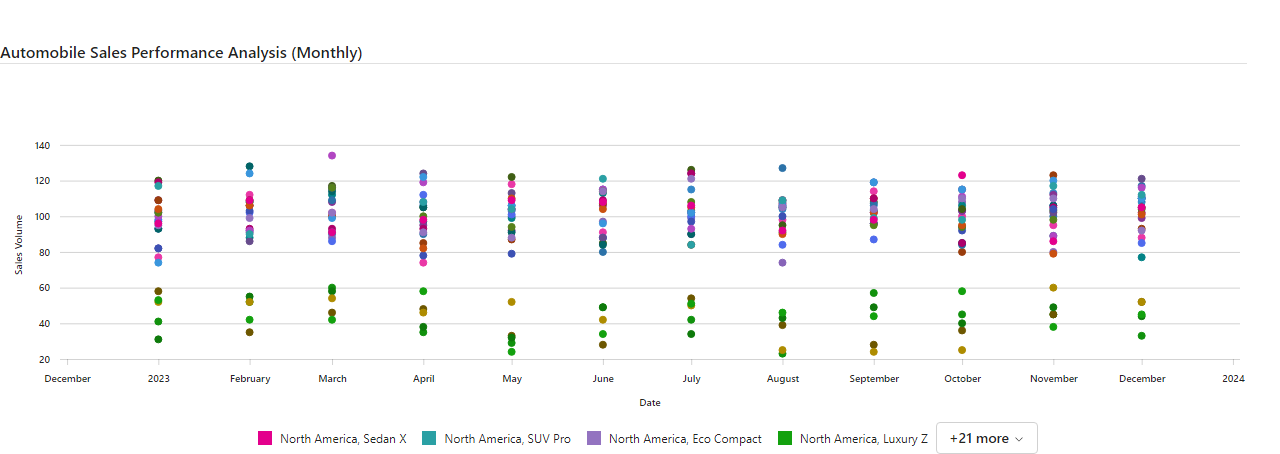 Automobile Sales Performance Analysis (Monthly)
140
120
100
80
60
40
20
Sales Volume
December 2023 February March April May June July August September October November December 2024
Date
North America, Sedan X North America, SUV Pro North America, Eco Compact North America, Luxury Z +21 more